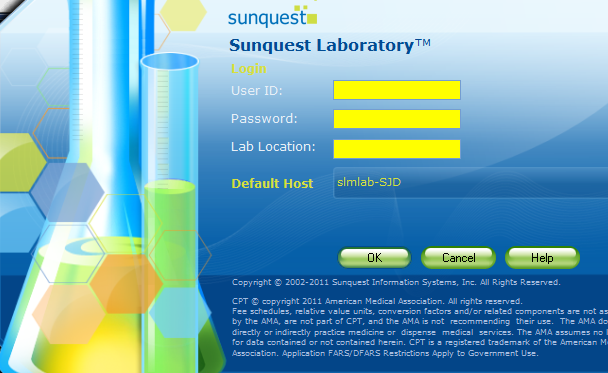 sunquest
Sunquest Laboratory™
Login
User ID:
Password:
Lab Location:
Default Host slmlab-SJD
OK Cancel Help
Copyright © 2002-2011 Sunquest Information Systems, Inc. All Rights Reserved.
CPT © copyright 2011 American Medical Association. All rights reserved.
Fee schedules, relative value units, conversion factors and/or related components are not as
by the AMA, are not part of CPT, and the AMA is not recommending their use. The AMA do
directly or indirectly practice medicine or dispense medical services. The AMA assumes no l
for data contained or not contained herein. CPT is a registered trademark of the American M
Association. Application FARS/DFARS Restrictions Apply to Government Use.